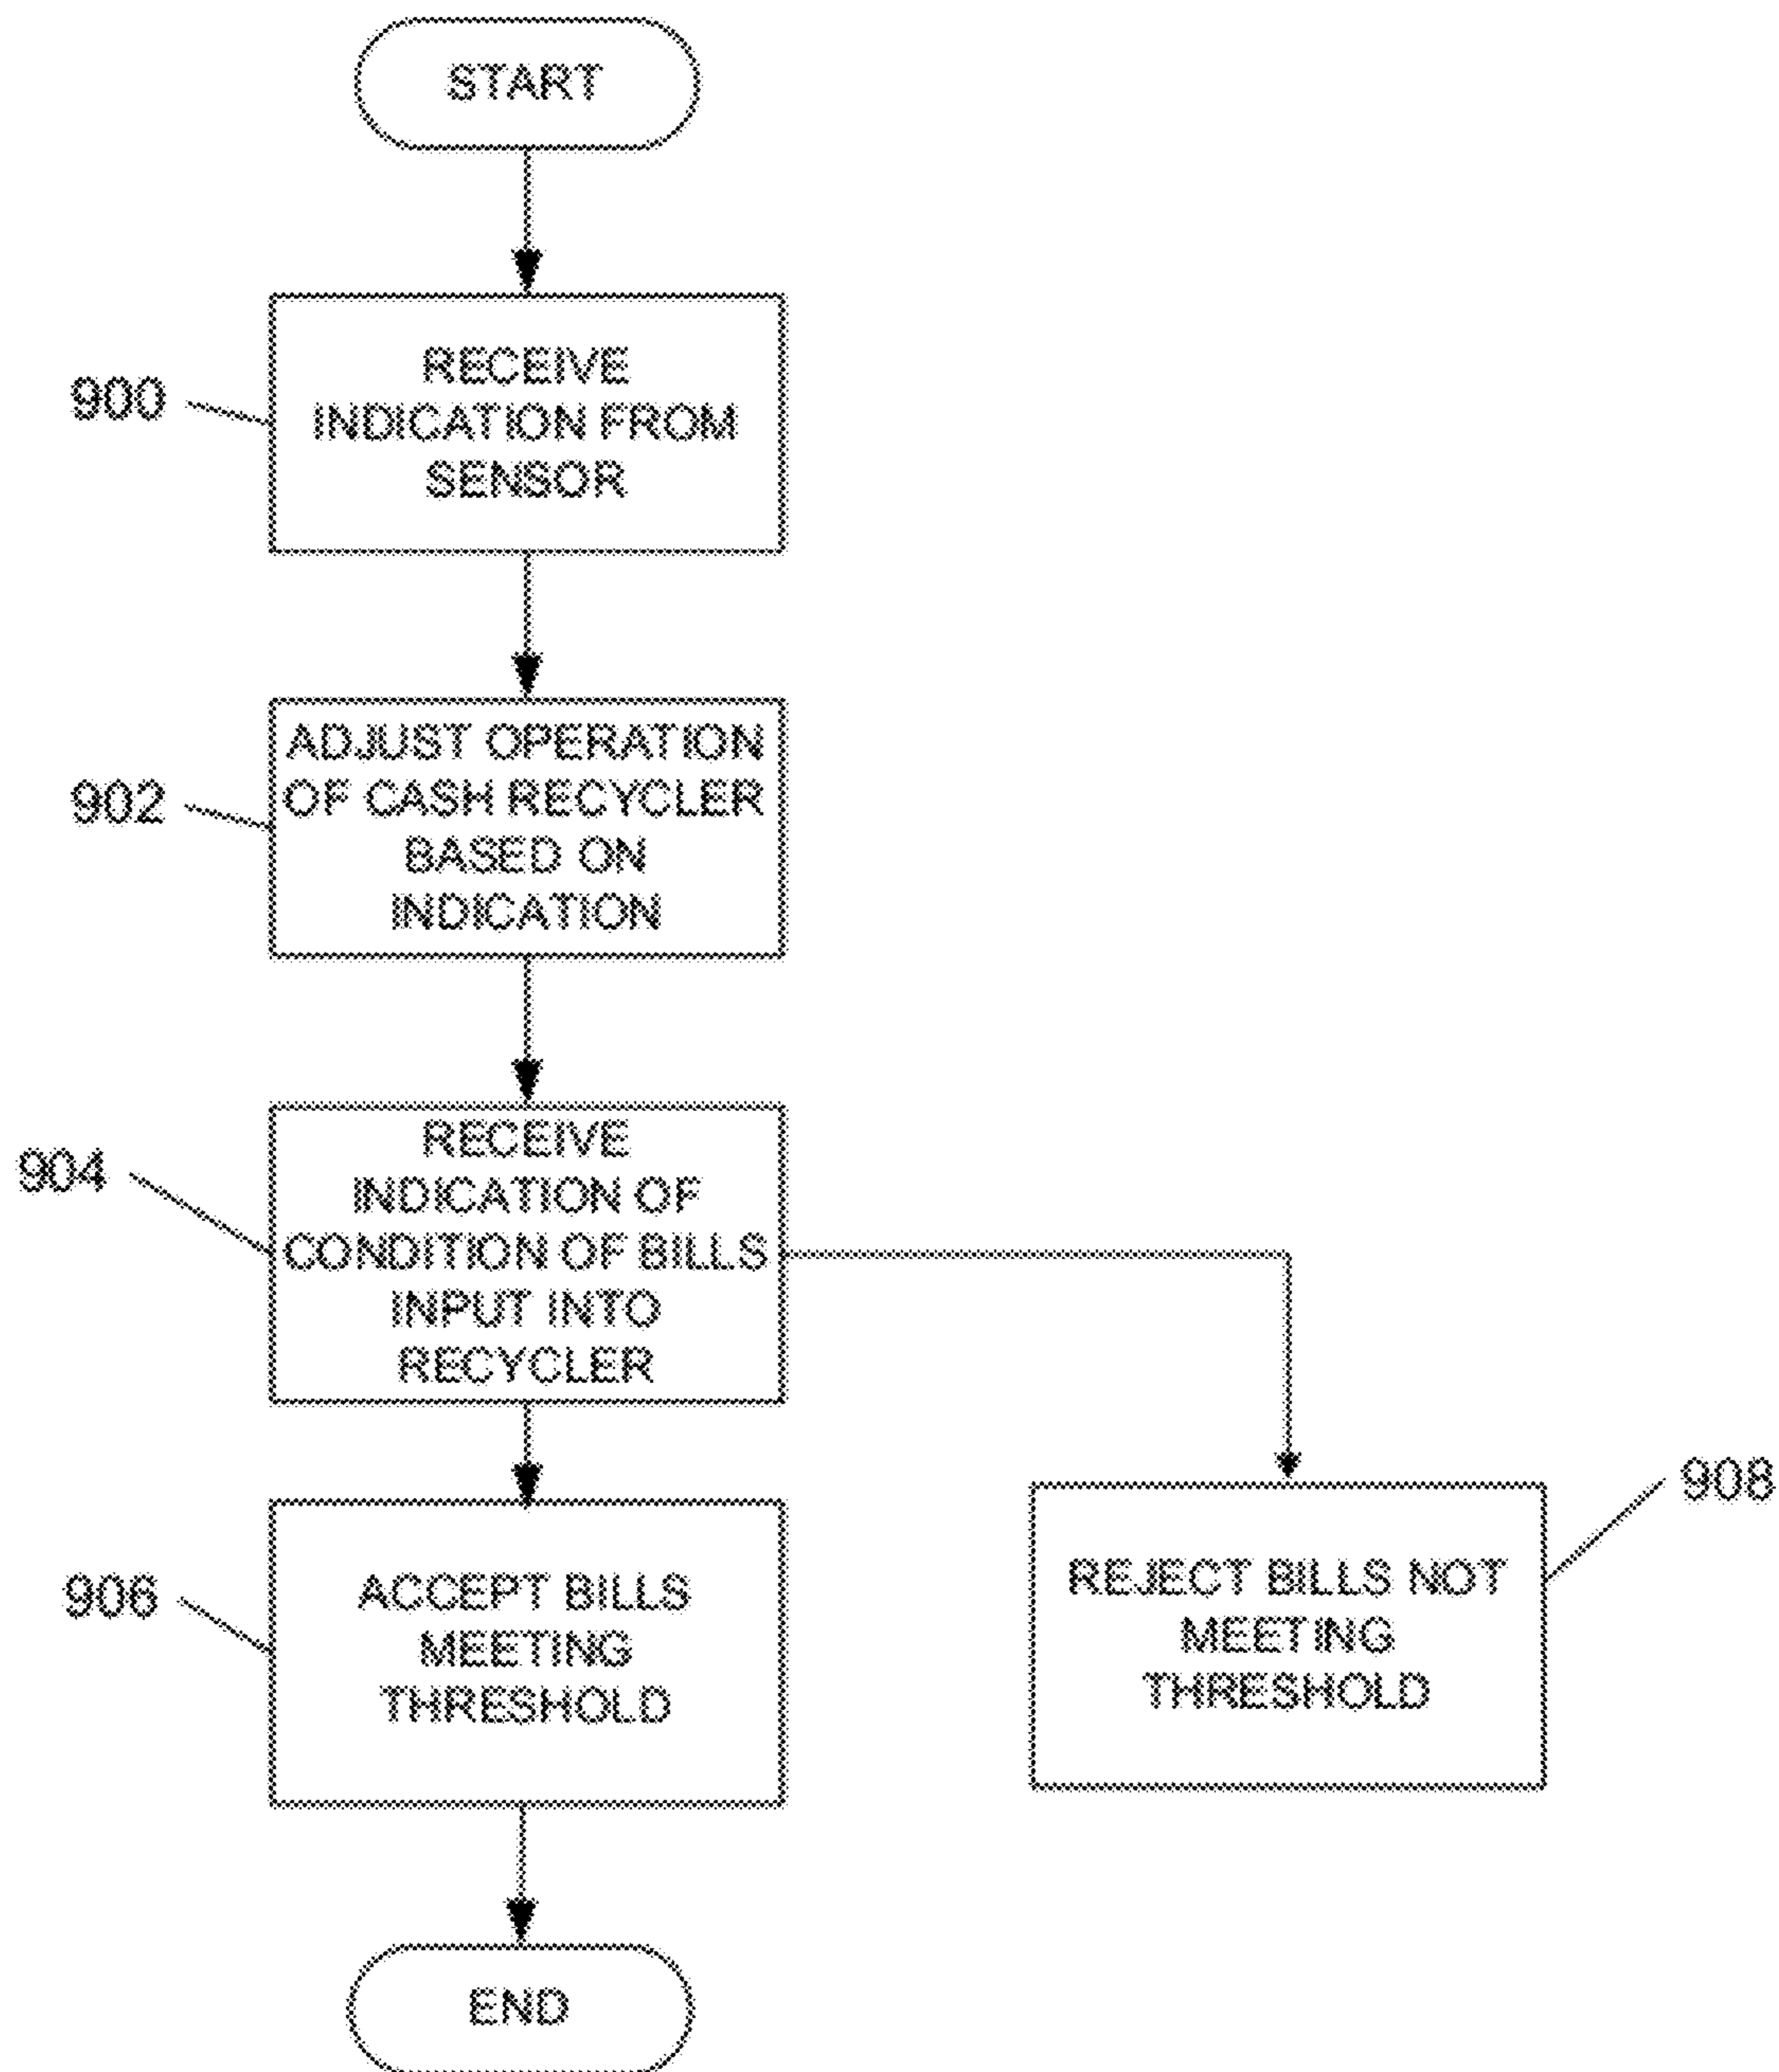 START
900
RECEIVE
INDICATION FROM
SENSOR
902
ADJUST OPERATION
OF CASH RECYCLER
BASED ON
INDICATION
904
RECEIVE
INDICATION OF
CONDITION OF BILLS
INPUT INTO
RECYCLER
906
ACCEPT BILLS
MEETING
THRESHOLD
908
REJECT BILLS NOT
MEETING
THRESHOLD
END